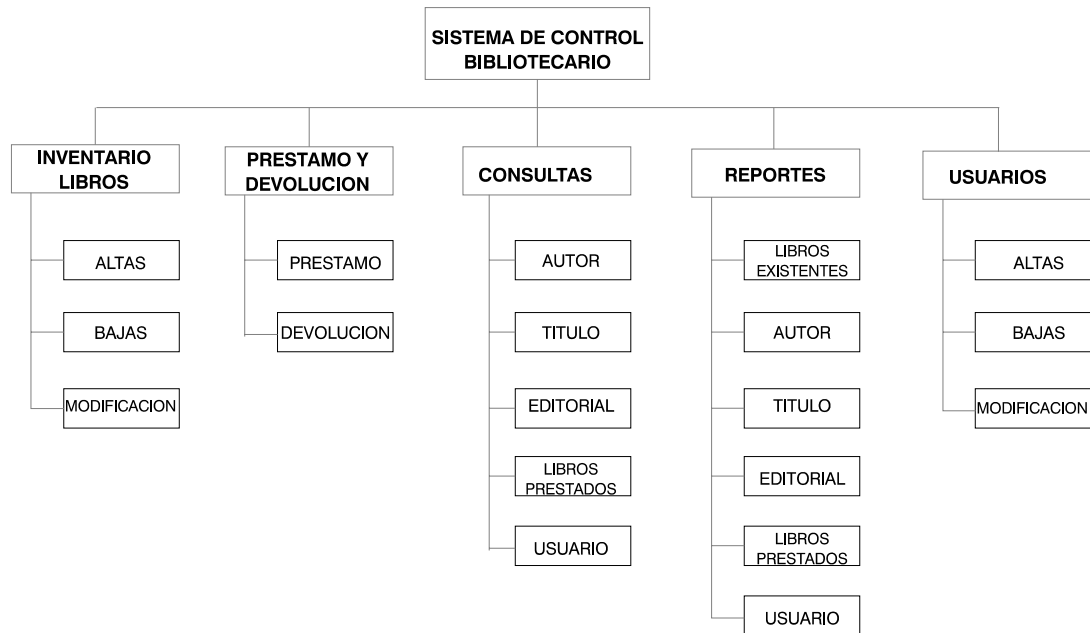 SISTEMA DE CONTROL
BIBLIOTECARIO
INVENTARIO
LIBROS
ALTAS
BAJAS
MODIFICACION
PRESTAMO Y
DEVOLUCION
PRESTAMO
DEVOLUCION
CONSULTAS
AUTOR
TITULO
EDITORIAL
LIBROS
PRESTADOS
USUARIO
REPORTES
LIBROS
EXISTENTES
AUTOR
TITULO
EDITORIAL
LIBROS
PRESTADOS
USUARIO
USUARIOS
ALTAS
BAJAS
MODIFICACION